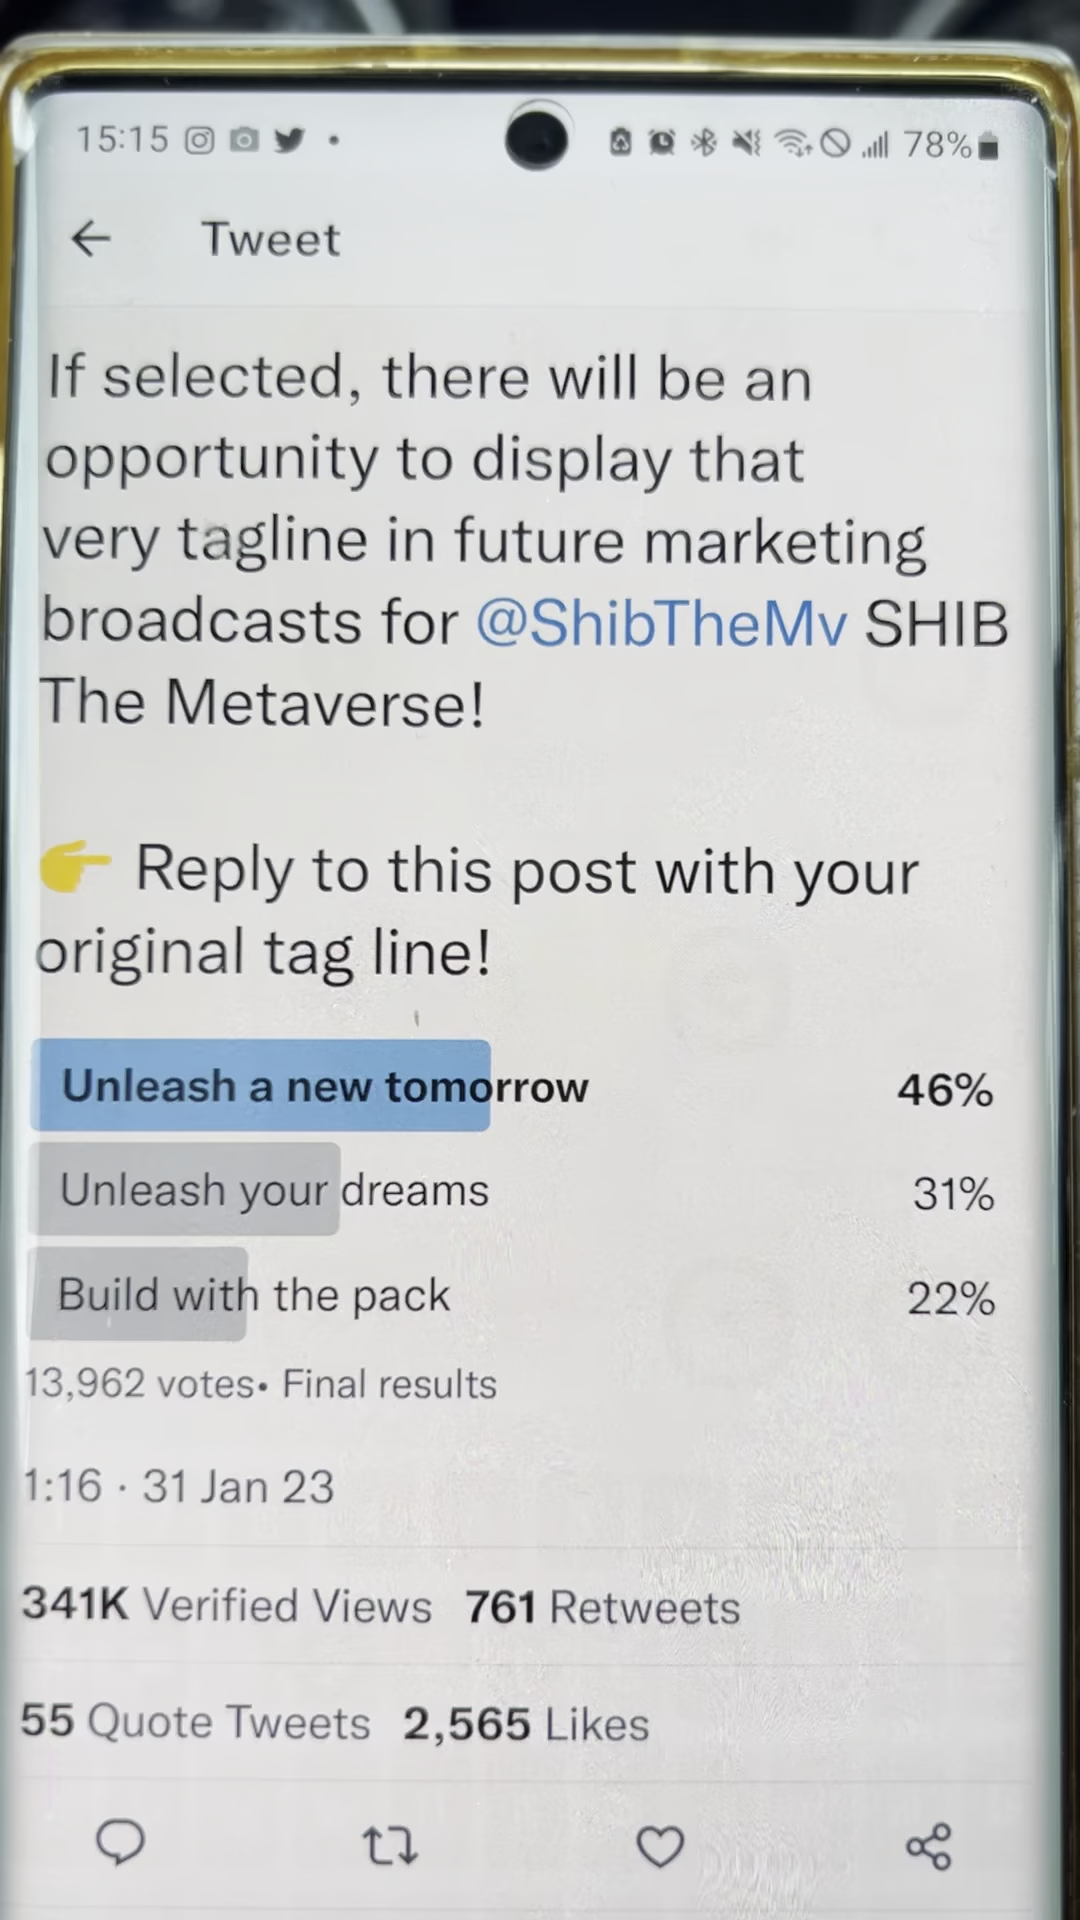 15:15 78%
Tweet
If selected, there will be an
opportunity to display that
very tagline in future marketing
broadcasts for @ShibTheMv SHIB
The Metaverse!
👉 Reply to this post with your
original tag line!
Unleash a new tomorrow 46%
Unleash your dreams 31%
Build with the pack 22%
13,962 votes• Final results
1:16 · 31 Jan 23
341K Verified Views 761 Retweets
55 Quote Tweets 2,565 Likes